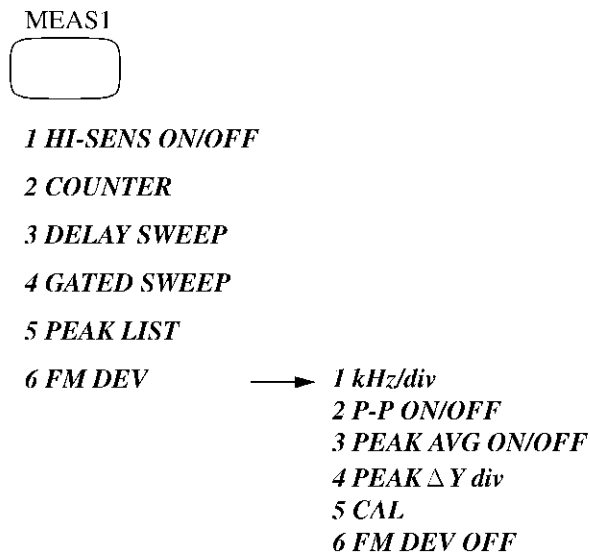 MEAS1
1 HI-SENS ON/OFF
2 COUNTER
3 DELAY SWEEP
4 GATED SWEEP
5 PEAK LIST
6 FM DEV
1 kHz/div
2 P-P ON/OFF
3 PEAK AVG ON/OFF
4 PEAK Δ Y div
5 CAL
6 FM DEV OFF